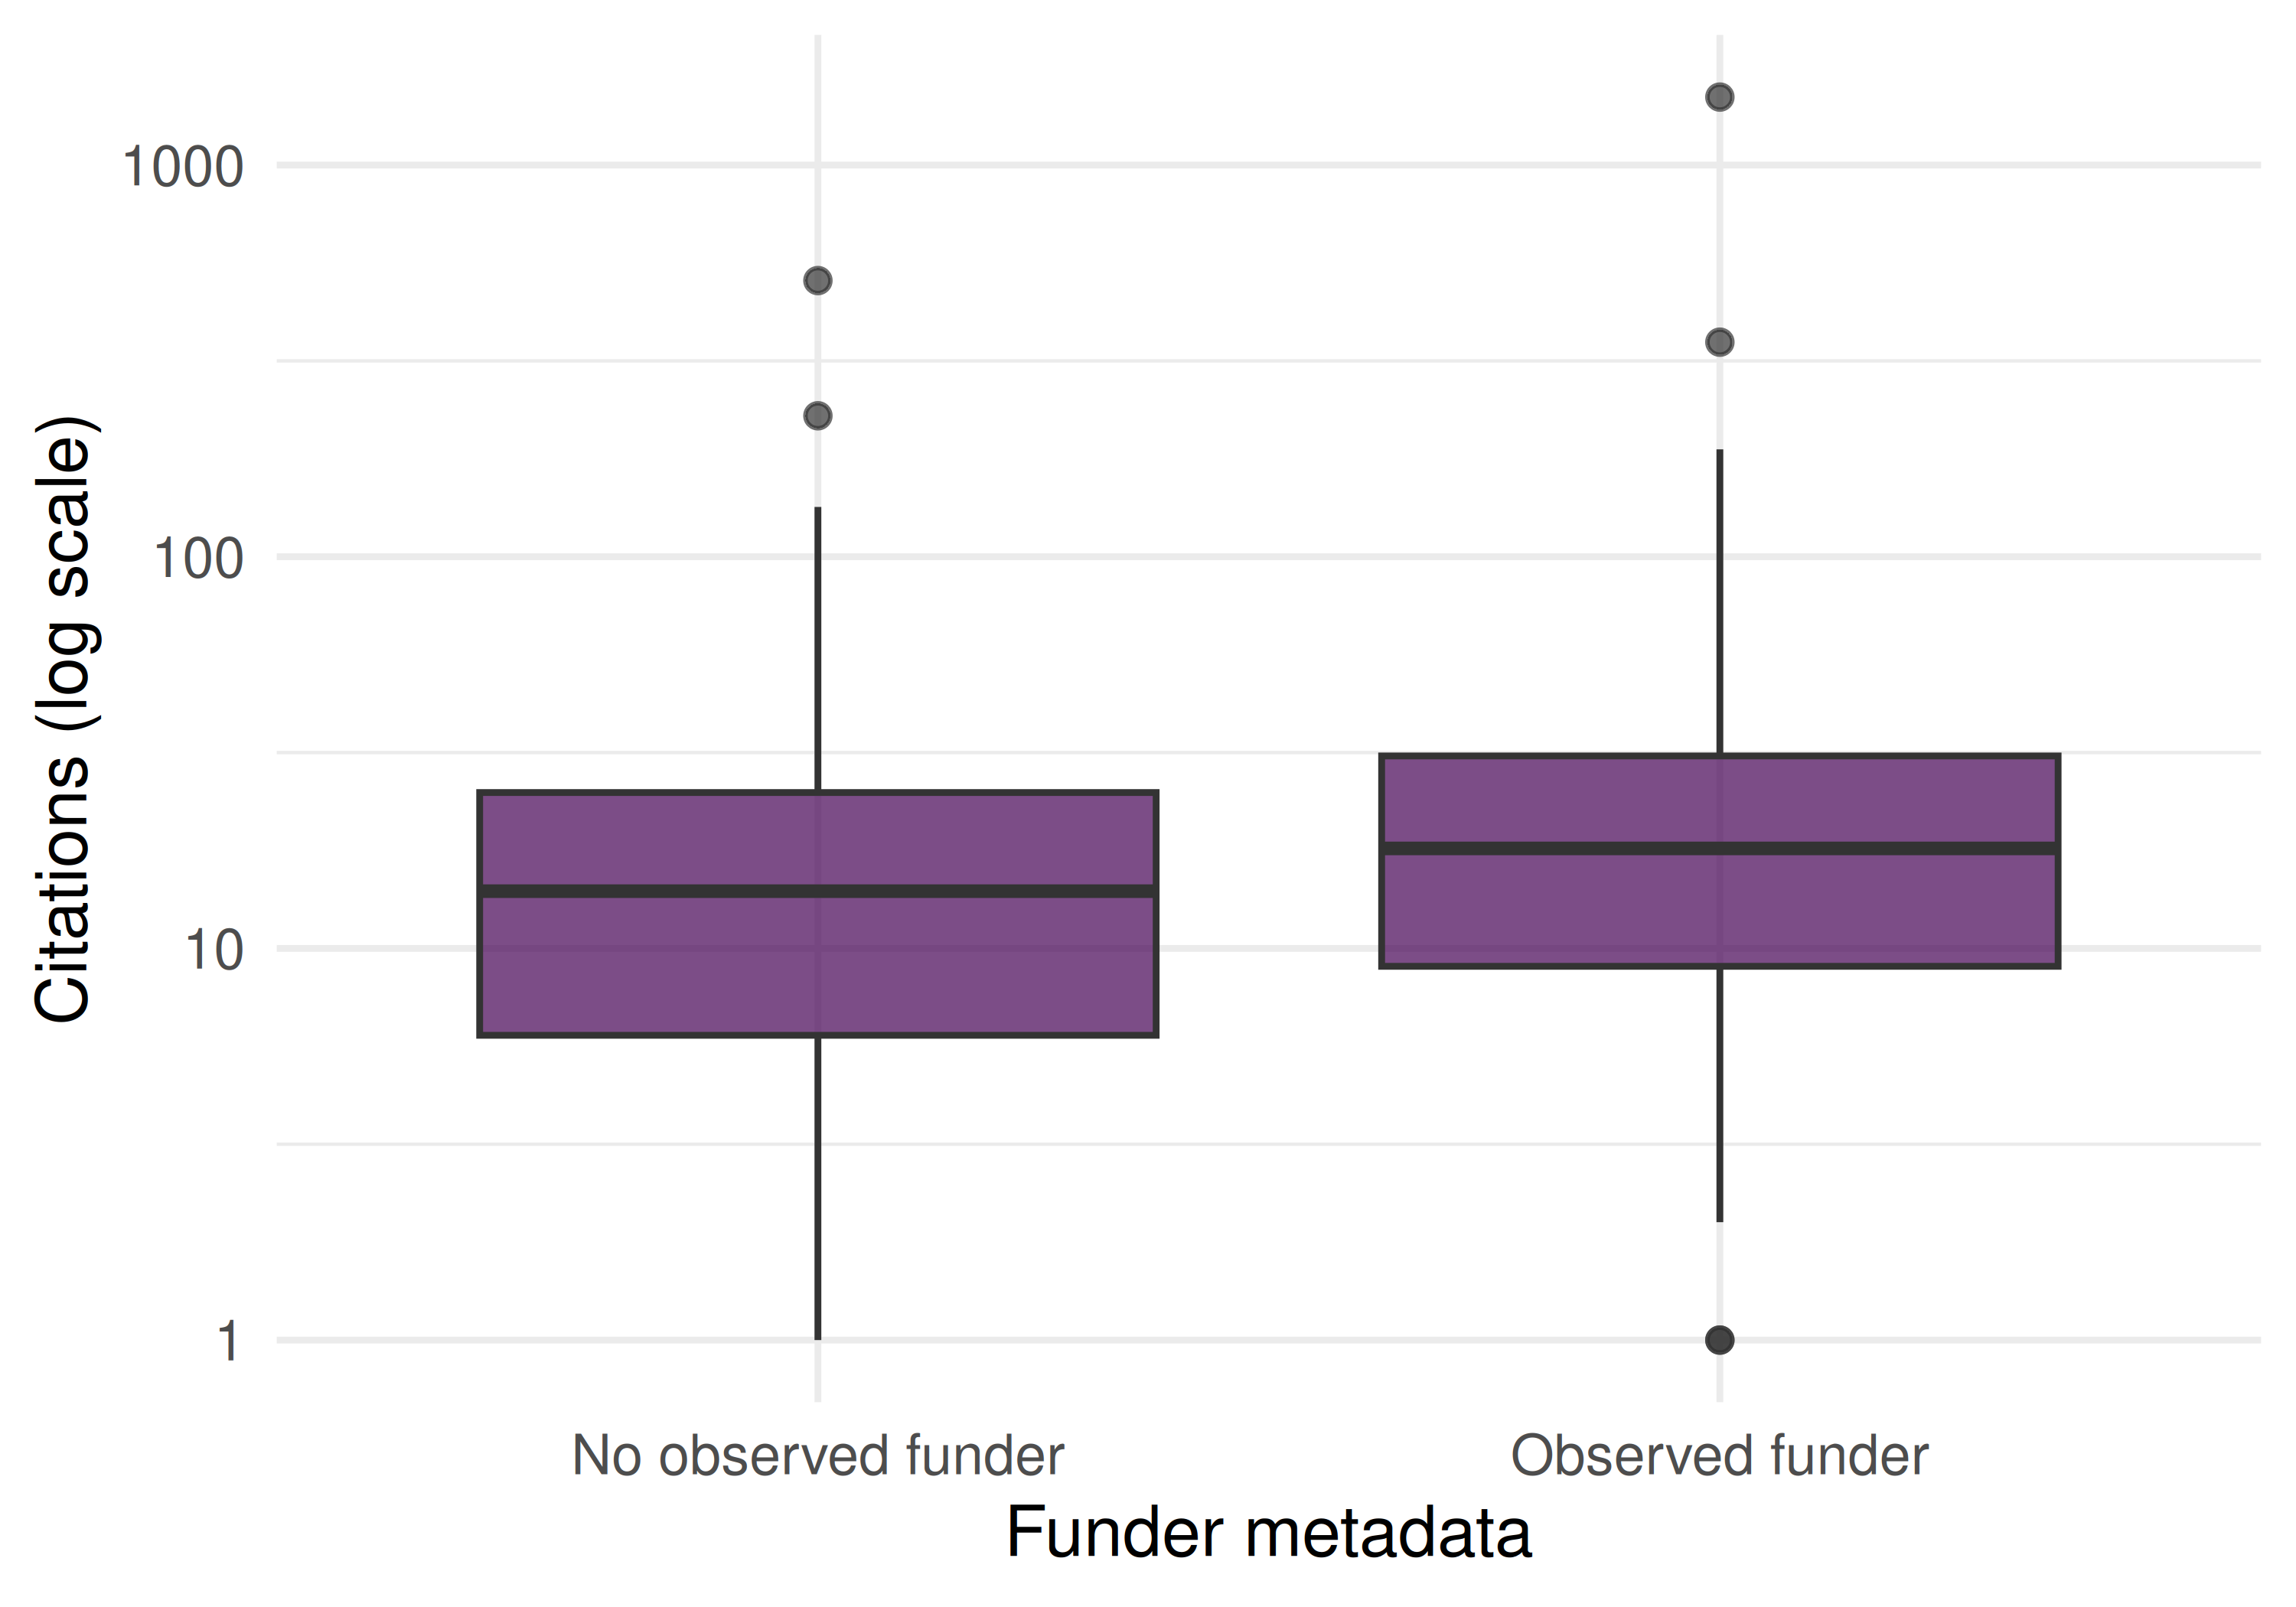 Citations (log scale)
1000
100
10
1
No observed funder
Observed funder
Funder metadata